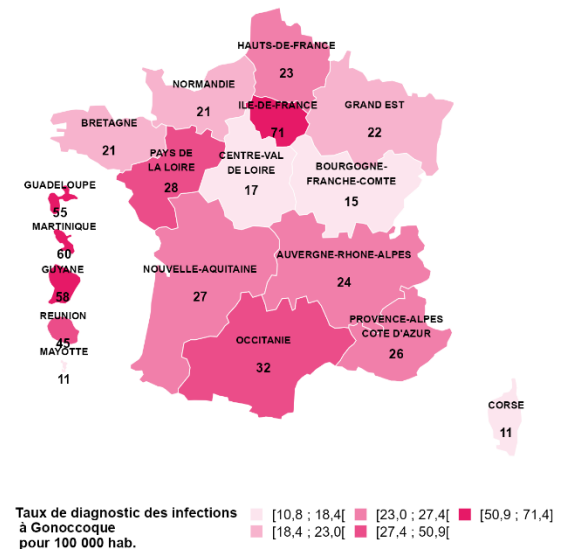 HAUTS-DE-FRANCE
23
NORMANDIE
21
ILE-DE-FRANCE
71
GRAND EST
22
BRETAGNE
21
PAYS DE
LA LOIRE
28
CENTRE-VAL
DE LOIRE
17
BOURGOGNE-
FRANCHE-COMTE
15
GUADELOUPE
55
MARTINIQUE
60
GUYANE
58
REUNION
45
MAYOTTE
11
NOUVELLE-AQUITAINE
27
AUVERGNE-RHONE-ALPES
24
OCCITANIE
32
PROVENCE-ALPES
COTE D'AZUR
26
CORSE
11
Taux de diagnostic des infections
à Gonoccoque
pour 100 000 hab.
[10,8 ; 18,4[
[23,0 ; 27,4[
[50,9 ; 71,4]
[18,4 ; 23,0[
[27,4 ; 50,9[